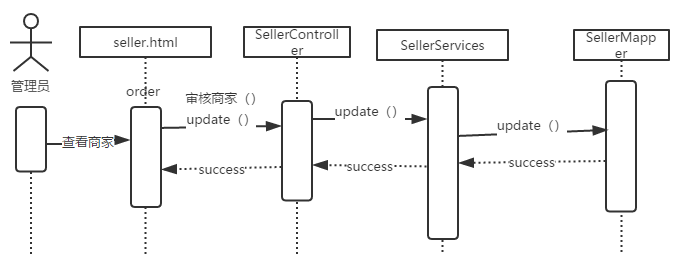 seller.html
SellerControll
er
SellerServices
SellerMapp
er
管理员
order
审核商家（）
update（）
update（）
update（）
查看商家
success
success
success